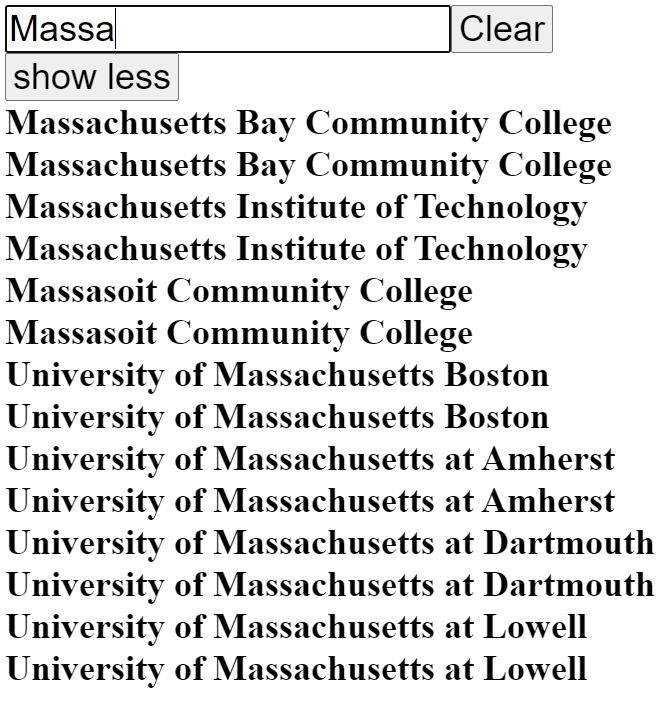 Massa Clear
show less
Massachusetts Bay Community College
Massachusetts Bay Community College
Massachusetts Institute of Technology
Massachusetts Institute of Technology
Massasoit Community College
Massasoit Community College
University of Massachusetts Boston
University of Massachusetts Boston
University of Massachusetts at Amherst
University of Massachusetts at Amherst
University of Massachusetts at Dartmouth
University of Massachusetts at Dartmouth
University of Massachusetts at Lowell
University of Massachusetts at Lowell